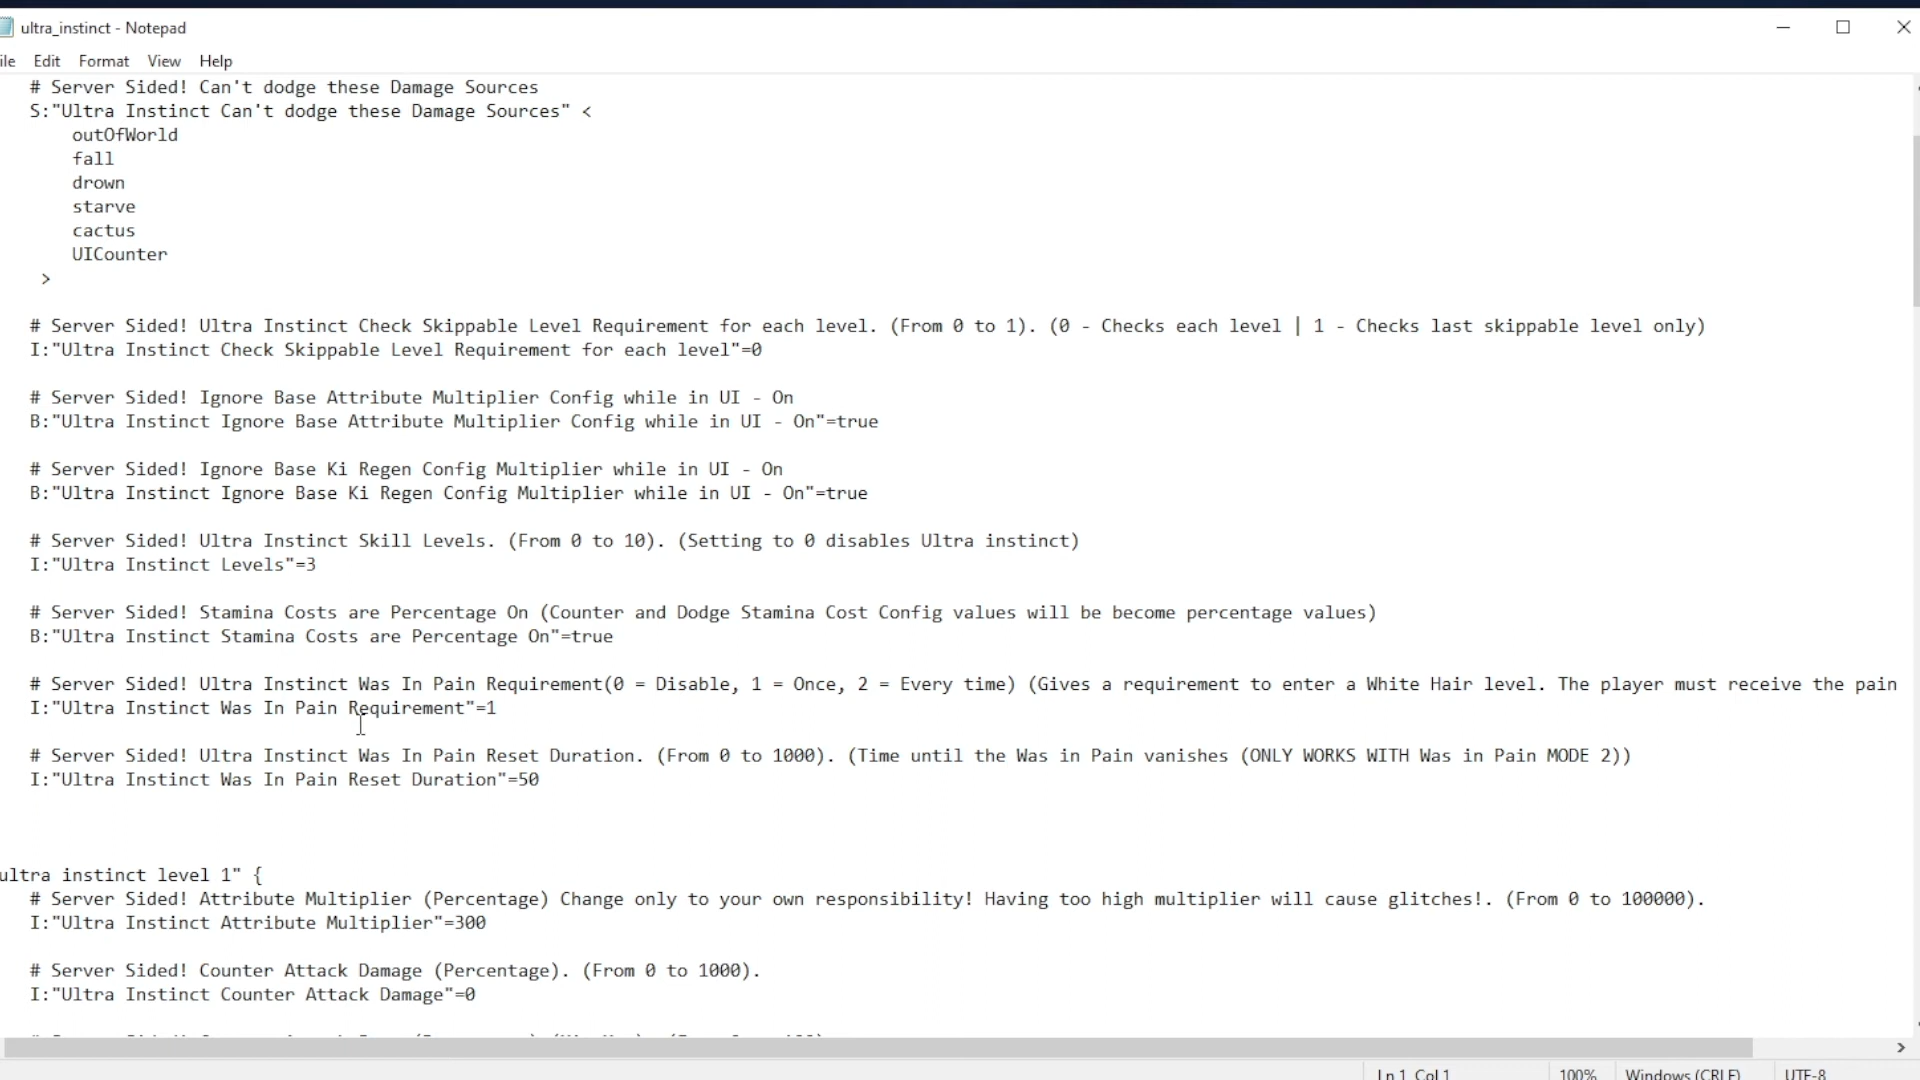 ultra_instinct - Notepad
ile Edit Format View Help
# Server Sided! Can't dodge these Damage Sources
S:"Ultra Instinct Can't dodge these Damage Sources" <
outOfWorld
fall
drown
starve
cactus
UICounter
>
# Server Sided! Ultra Instinct Check Skippable Level Requirement for each level. (From 0 to 1). (0 - Checks each level | 1 - Checks last skippable level only)
I:"Ultra Instinct Check Skippable Level Requirement for each level"=0
# Server Sided! Ignore Base Attribute Multiplier Config while in UI - On
B:"Ultra Instinct Ignore Base Attribute Multiplier Config while in UI - On"=true
# Server Sided! Ignore Base Ki Regen Config Multiplier while in UI - On
B:"Ultra Instinct Ignore Base Ki Regen Config Multiplier while in UI - On"=true
# Server Sided! Ultra Instinct Skill Levels. (From 0 to 10). (Setting to 0 disables Ultra instinct)
I:"Ultra Instinct Levels"=3
# Server Sided! Stamina Costs are Percentage On (Counter and Dodge Stamina Cost Config values will be become percentage values)
B:"Ultra Instinct Stamina Costs are Percentage On"=true
# Server Sided! Ultra Instinct Was In Pain Requirement(0 = Disable, 1 = Once, 2 = Every time) (Gives a requirement to enter a White Hair level. The player must receive the pain
I:"Ultra Instinct Was In Pain Requirement"=1
# Server Sided! Ultra Instinct Was In Pain Reset Duration. (From 0 to 1000). (Time until the Was in Pain vanishes (ONLY WORKS WITH Was in Pain MODE 2))
I:"Ultra Instinct Was In Pain Reset Duration"=50
ultra instinct level 1" {
# Server Sided! Attribute Multiplier (Percentage) Change only to your own responsibility! Having too high multiplier will cause glitches!. (From 0 to 100000).
I:"Ultra Instinct Attribute Multiplier"=300
# Server Sided! Counter Attack Damage (Percentage). (From 0 to 1000).
I:"Ultra Instinct Counter Attack Damage"=0
Ln 1, Col 1 100% Windows (CRLF) UTF-8